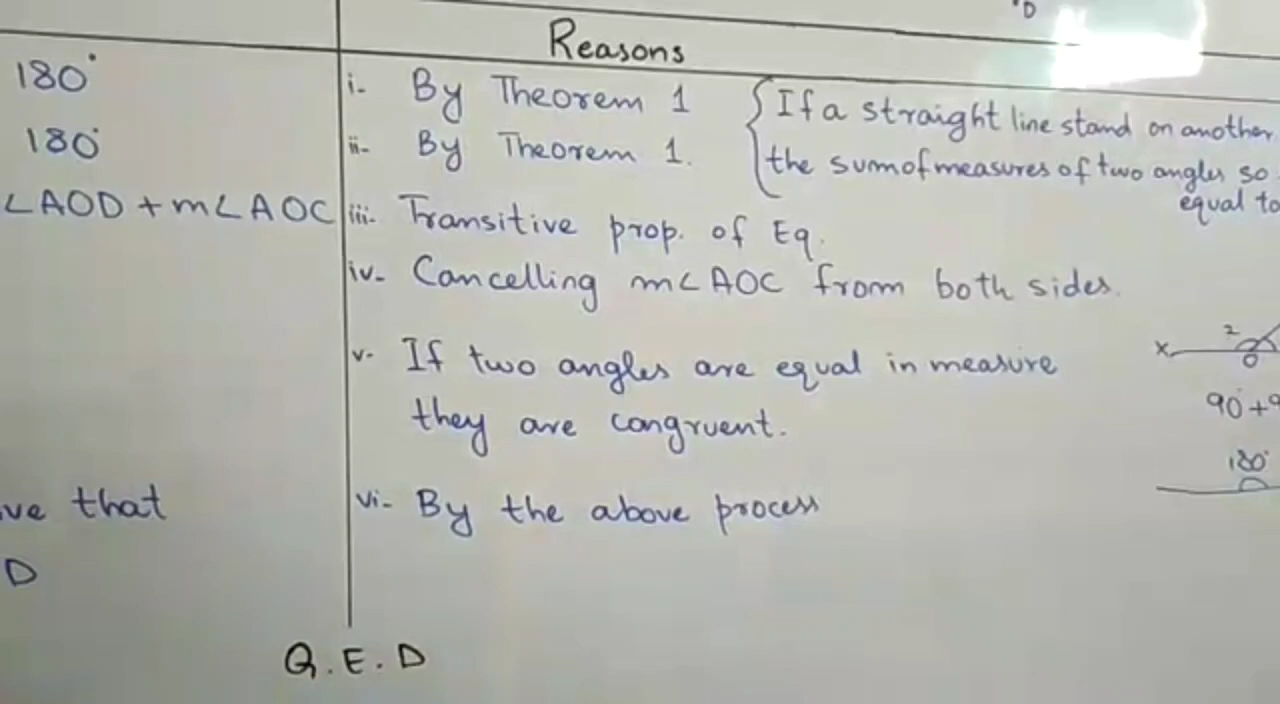 D
Reasons
180°
i- By Theorem 1 {If a straight line stand on another
180°
ii- By Theorem 1. the sum of measures of two angles so
equal to
∠AOD + m∠AOC
iii- Transitive prop. of Eq.
iv- Cancelling m∠AOC from both sides.
2
x
o
v- If two angles are equal in measure
they are congruent.
90°+9
180°
ve that
vi- By the above process
D
Q.E.D